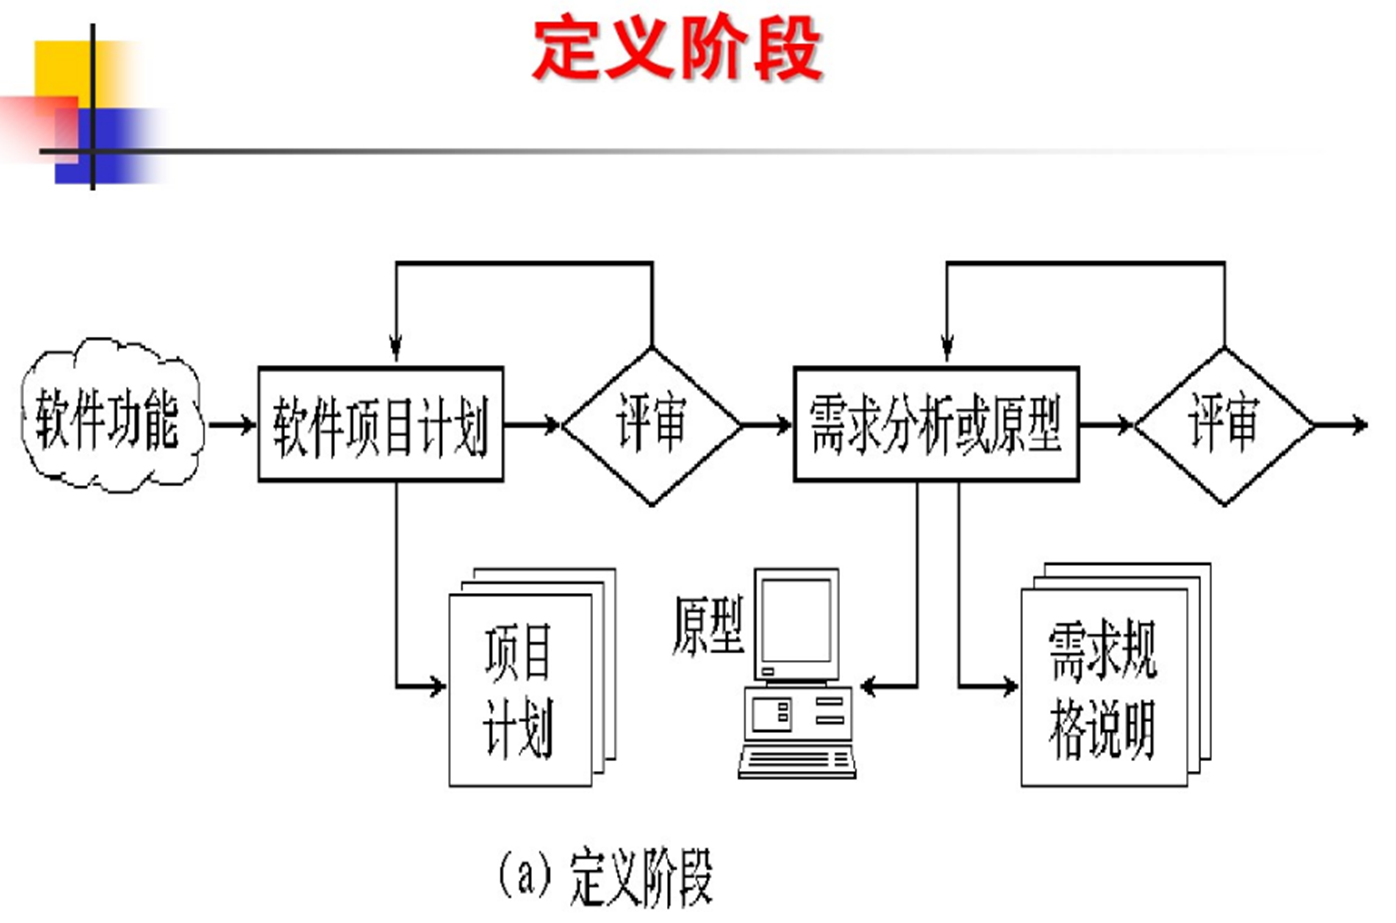 定义阶段
软件功能
软件项目计划
评审
需求分析或原型
评审
项目
计划
原型
需求规
格说明
(a) 定义阶段